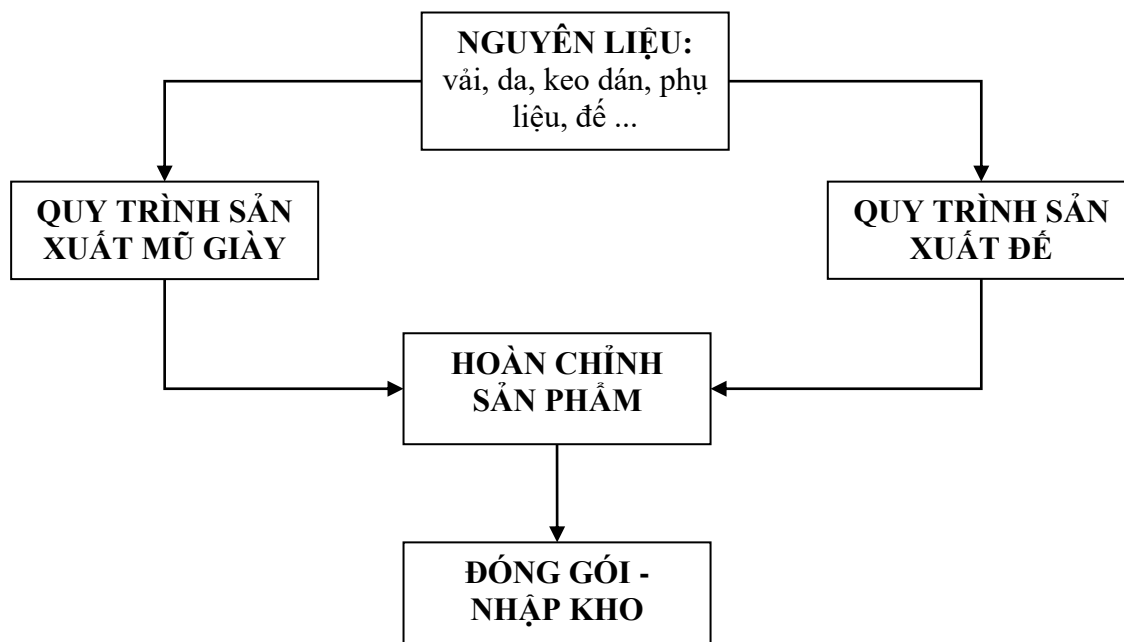 NGUYÊN LIỆU:
vải, da, keo dán, phụ
liệu, đế ...
QUY TRÌNH SẢN
XUẤT MŨ GIÀY
QUY TRÌNH SẢN
XUẤT ĐẾ
HOÀN CHỈNH
SẢN PHẨM
ĐÓNG GÓI -
NHẬP KHO